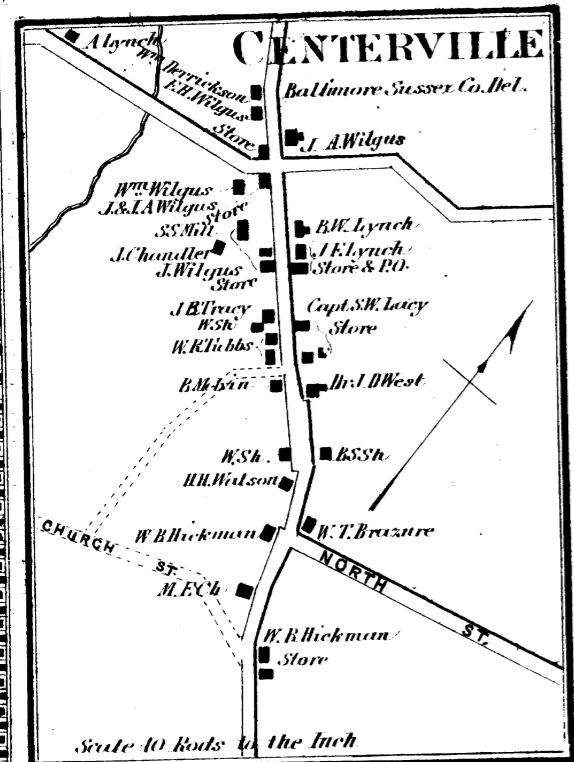 CENTERVILLE
Baltimore Sussex Co. Del.
A Lynch
Wm Derrickson
E.H. Wilgus
Store
J. A. Wilgus
Wm Wilgus
J. & J. A Wilgus
Store
S.S. Mill
J. Chandler
J. Wilgus
Store
B.W. Lynch
J F Lynch
Store & P.O.
J B. Tracy
W. Sh
W.R. Tubbs
Capt S.W. Lacy
Store
Dr. J. D West
W. Sh.
B.S. Sh
H.H. Watson
W B. Hickman
W. T. Brazure
CHURCH ST.
NORTH ST.
M. E. Ch
W. B. Hickman
Store
Scale 40 Rods to the Inch